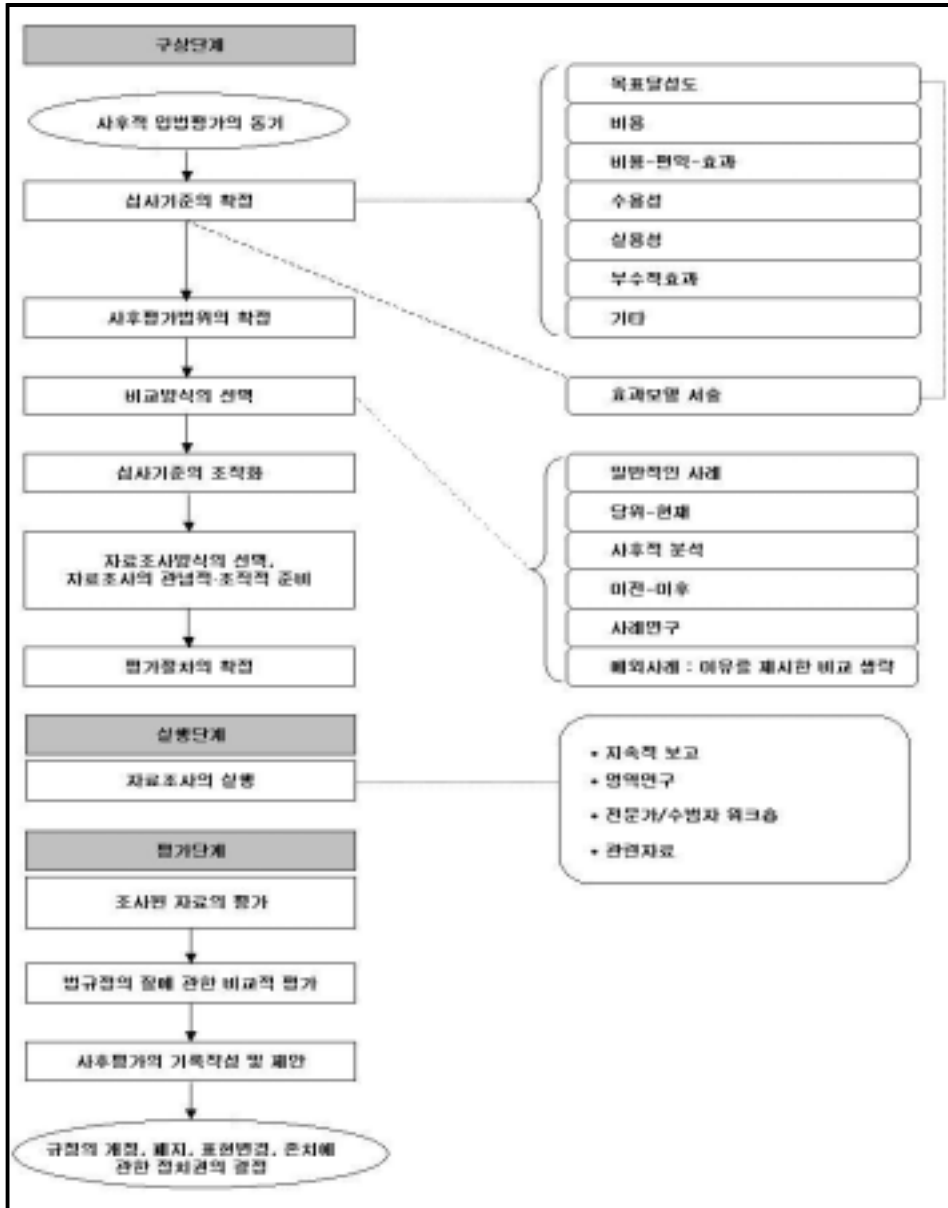 구상단계
사후적 입법평가의 동기
심사기준의 확정
사후평가범위의 확정
비교방식의 선택
심사기준의 조작화
자료조사방식의 선택,
자료조사의 관념적·조직적 준비
평가절차의 확정
목표달성도
비용
비용-편익-효과
수용성
실용성
부수적효과
기타
효과모델 서술
일반적인 사례
당위-현재
사후적 분석
이전-이후
사례연구
예외사례 : 이유를 제시한 비교 생략
실행단계
자료조사의 실행
• 지속적 보고
• 영역연구
• 전문가/수범자 워크숍
• 관련자료
평가단계
조사된 자료의 평가
법규정의 질에 관한 비교적 평가
사후평가의 기록작성 및 제안
규정의 개정, 폐지, 표현변경, 존치에
관한 정치권의 결정